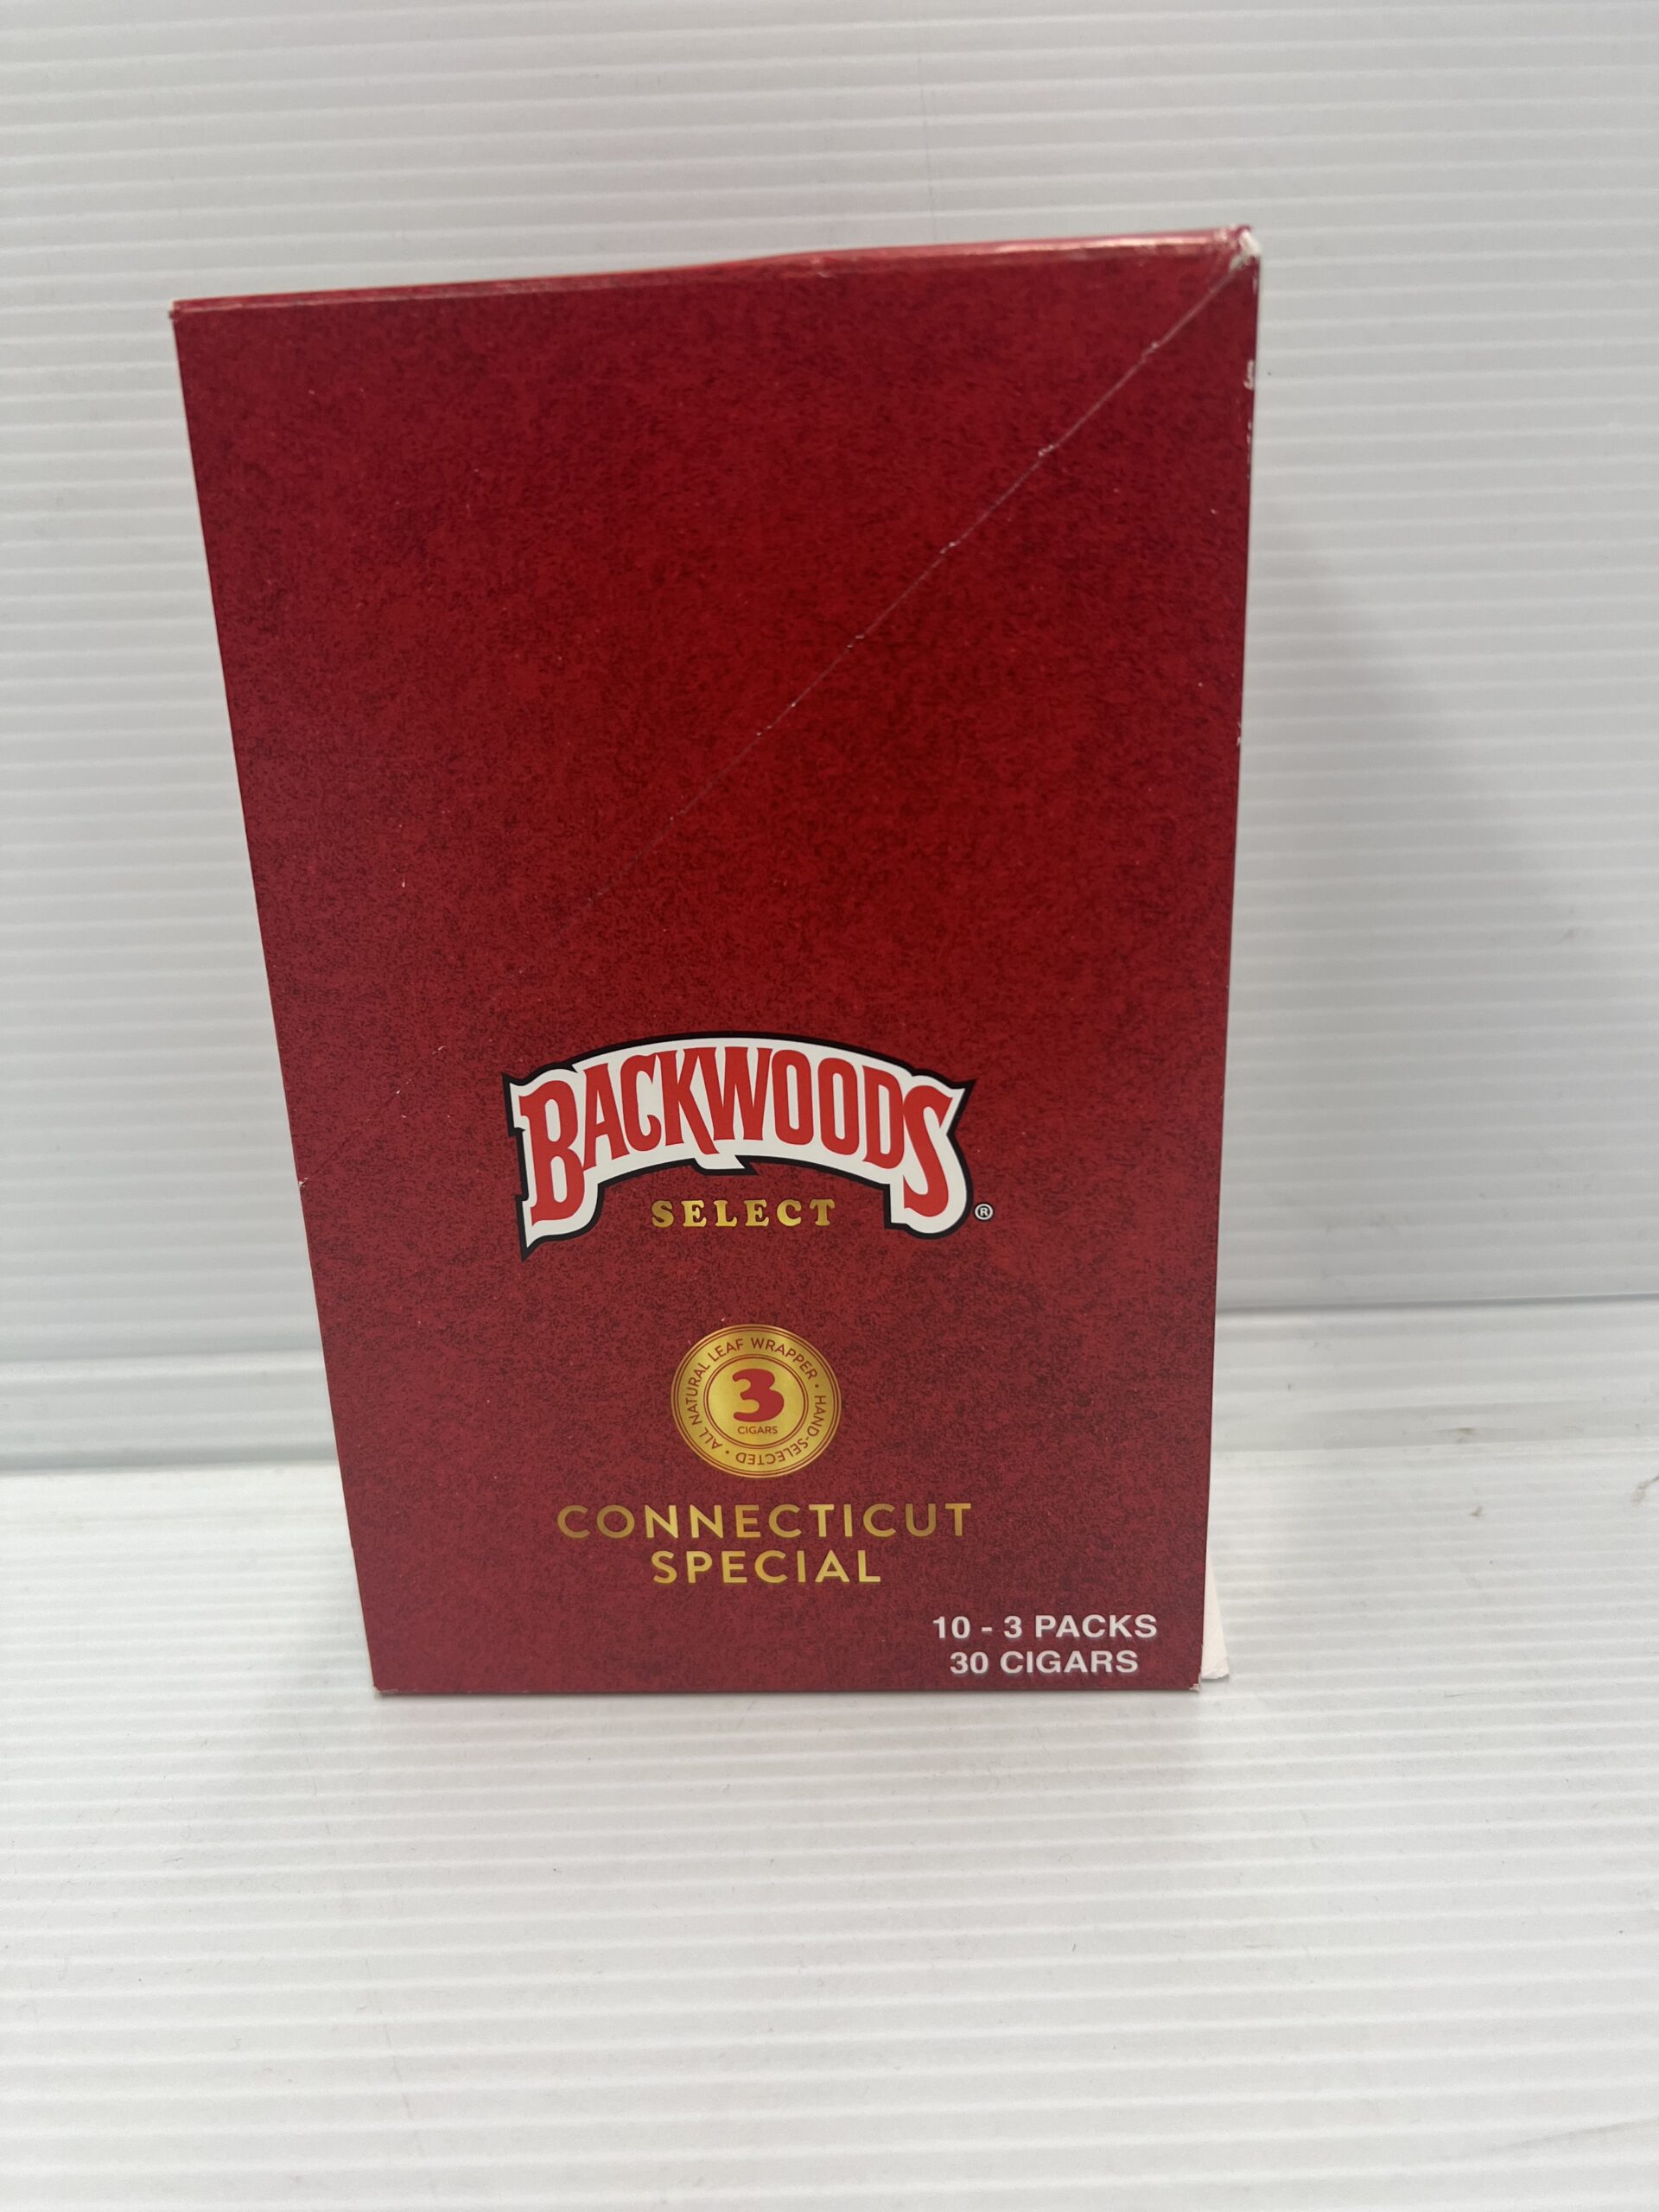 BACKWOODS
SELECT
®
ALL NATURAL LEAF WRAPPER • HAND-SELECTED •
3
CIGARS
CONNECTICUT
SPECIAL
10 - 3 PACKS
30 CIGARS